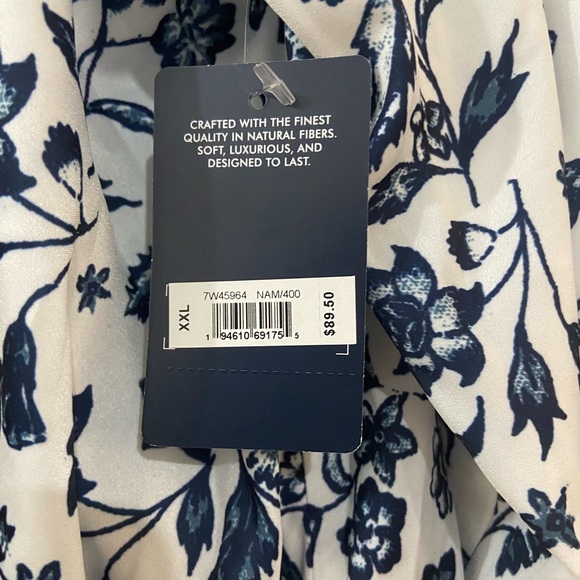 CRAFTED WITH THE FINEST
QUALITY IN NATURAL FIBERS.
SOFT, LUXURIOUS, AND
DESIGNED TO LAST.
7W45964 NAM/400
XXL
1 94610 69175 5
$89.50